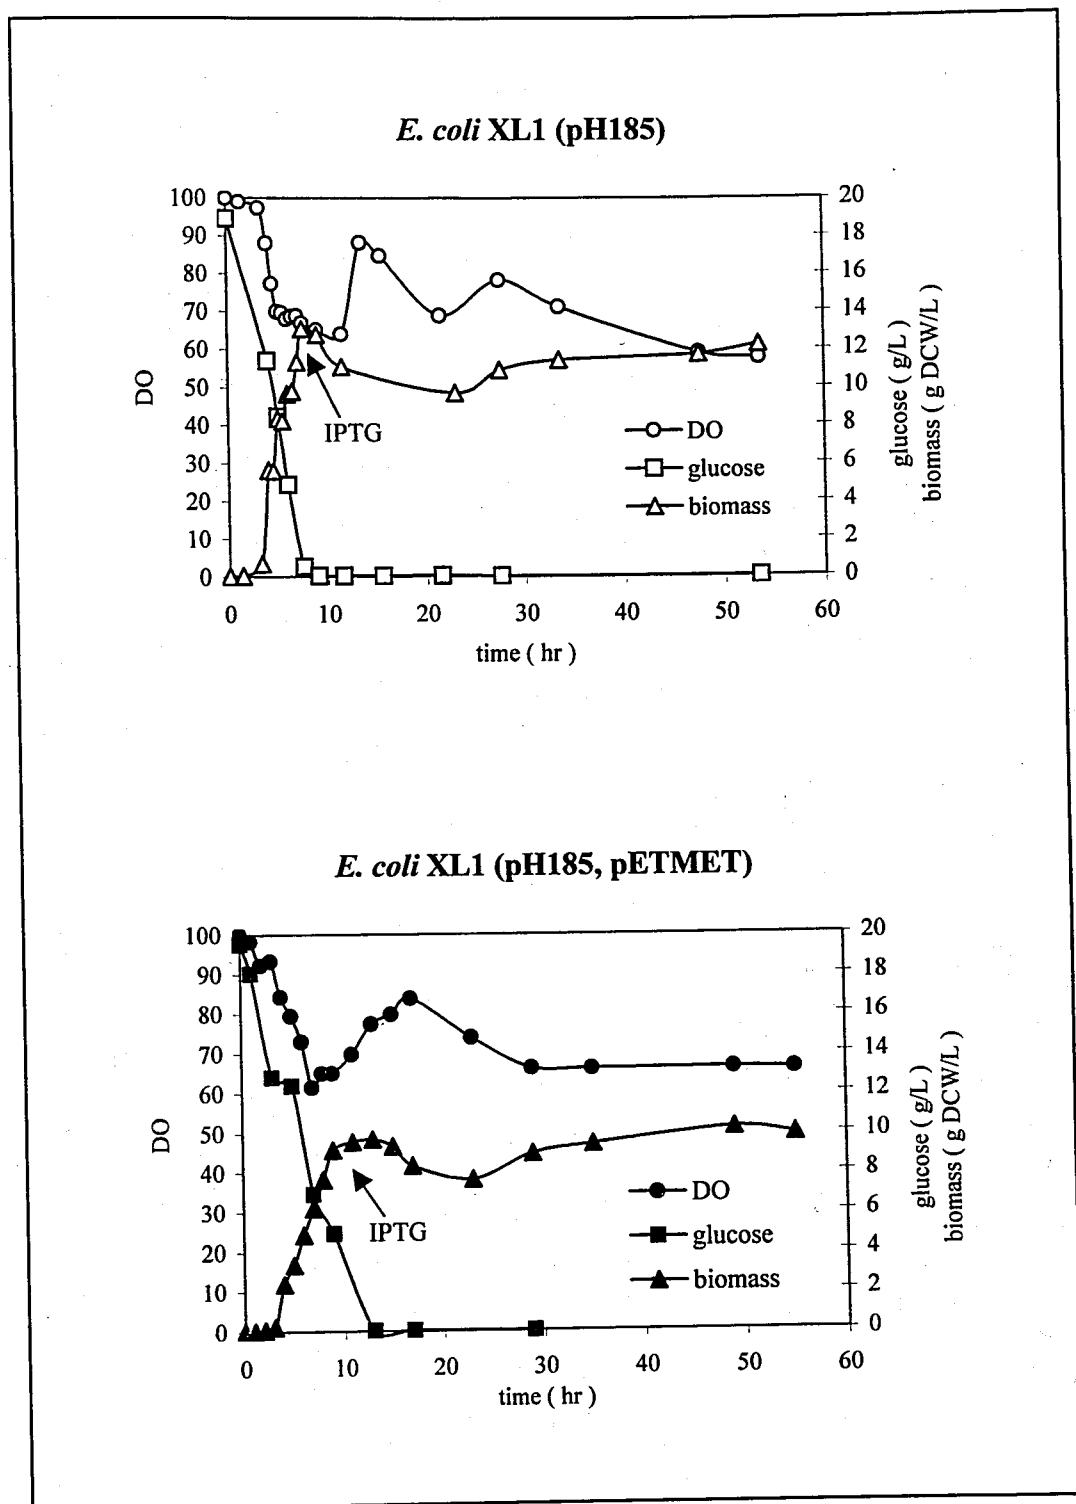 E. coli XL1 (pH185)
100
90
80
70
60
50
40
30
20
10
0
DO
20
18
16
14
12
10
8
6
4
2
0
glucose ( g/L )
biomass ( g DCW/L )
IPTG
DO
glucose
biomass
0 10 20 30 40 50 60
time ( hr )
E. coli XL1 (pH185, pETMET)
100
90
80
70
60
50
40
30
20
10
0
DO
20
18
16
14
12
10
8
6
4
2
0
glucose ( g/L )
biomass ( g DCW/L )
IPTG
DO
glucose
biomass
0 10 20 30 40 50 60
time ( hr )